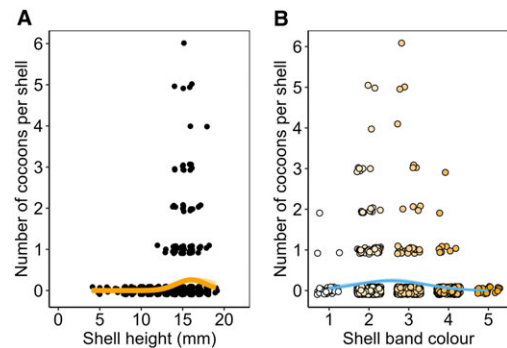 A
Number of cocoons per shell
6
5
4
3
2
1
0
0 5 10 15 20
Shell height (mm)
B
Number of cocoons per shell
6
5
4
3
2
1
0
1 2 3 4 5
Shell band colour